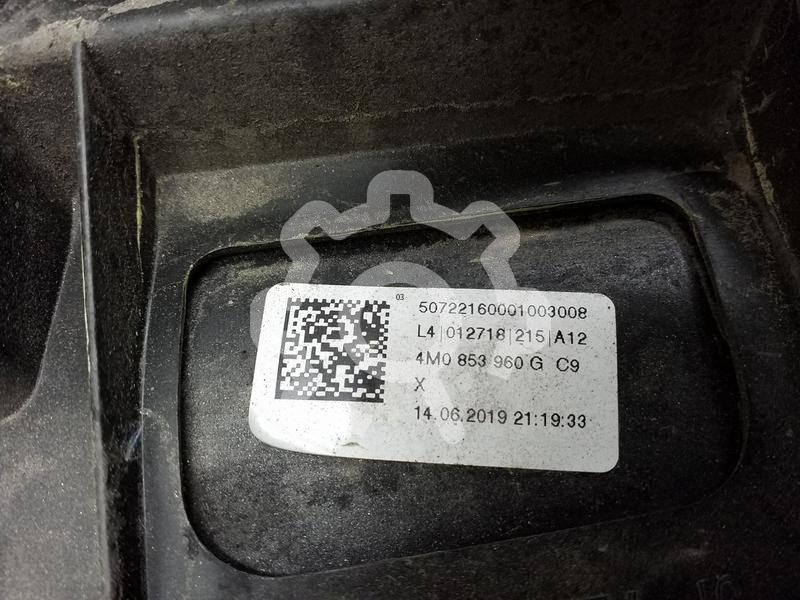 03
50722160001003008
L4|012718|215|A12
4M0 853 960 G C9
X
14.06.2019 21:19:33